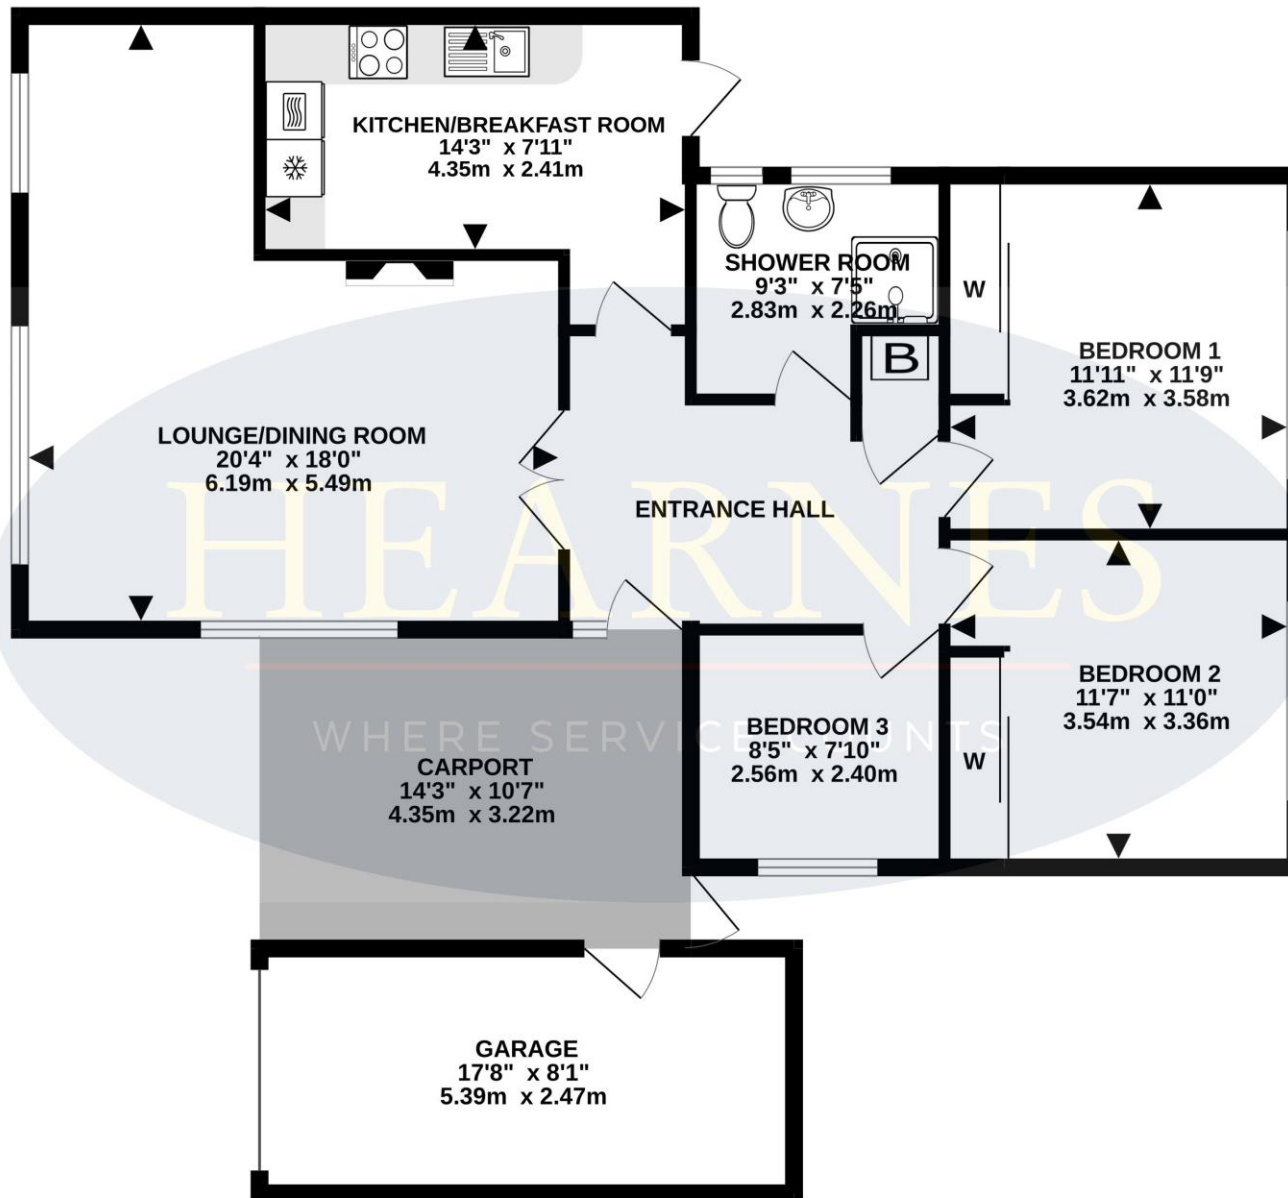 KITCHEN/BREAKFAST ROOM
14'3" x 7'11"
4.35m x 2.41m
SHOWER ROOM
9'3" x 7'5"
2.83m x 2.26m
W
B
BEDROOM 1
11'11" x 11'9"
3.62m x 3.58m
LOUNGE/DINING ROOM
20'4" x 18'0"
6.19m x 5.49m
ENTRANCE HALL
HEARNES
WHERE SERVICE COUNTS
BEDROOM 2
11'7" x 11'0"
3.54m x 3.36m
W
BEDROOM 3
8'5" x 7'10"
2.56m x 2.40m
CARPORT
14'3" x 10'7"
4.35m x 3.22m
GARAGE
17'8" x 8'1"
5.39m x 2.47m